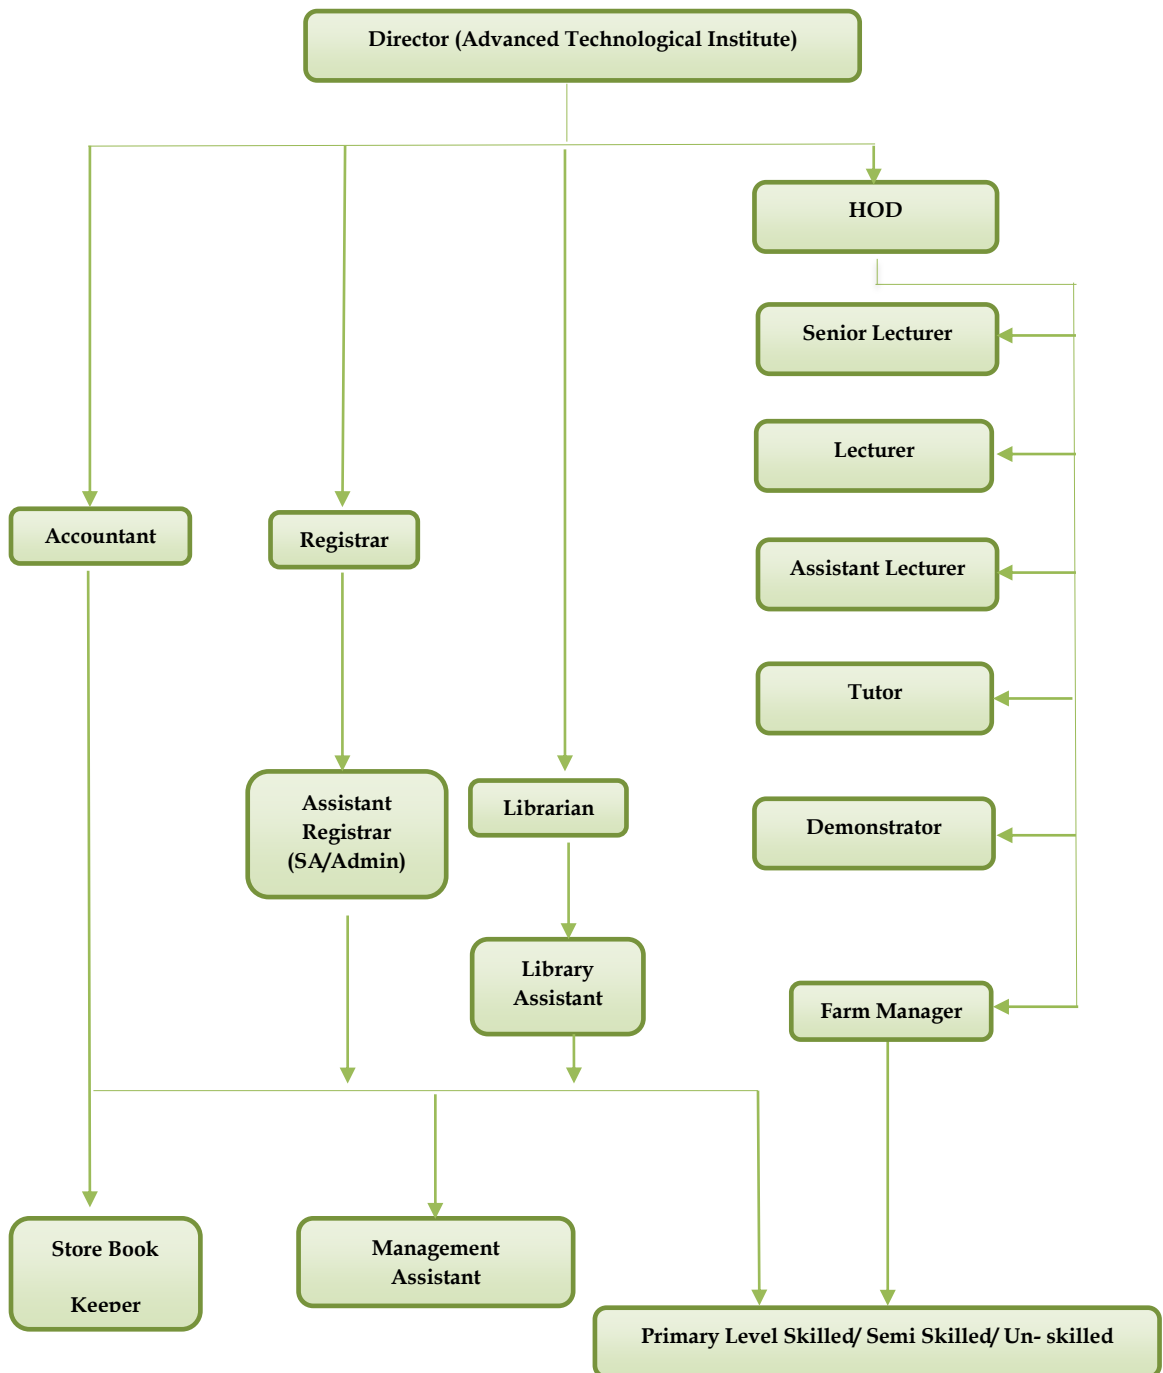 Director (Advanced Technological Institute)
HOD
Senior Lecturer
Lecturer
Accountant
Registrar
Assistant Lecturer
Tutor
Assistant
Registrar
(SA/Admin)
Librarian
Demonstrator
Library
Assistant
Farm Manager
Store Book
Keeper
Management
Assistant
Primary Level Skilled/ Semi Skilled/ Un- skilled